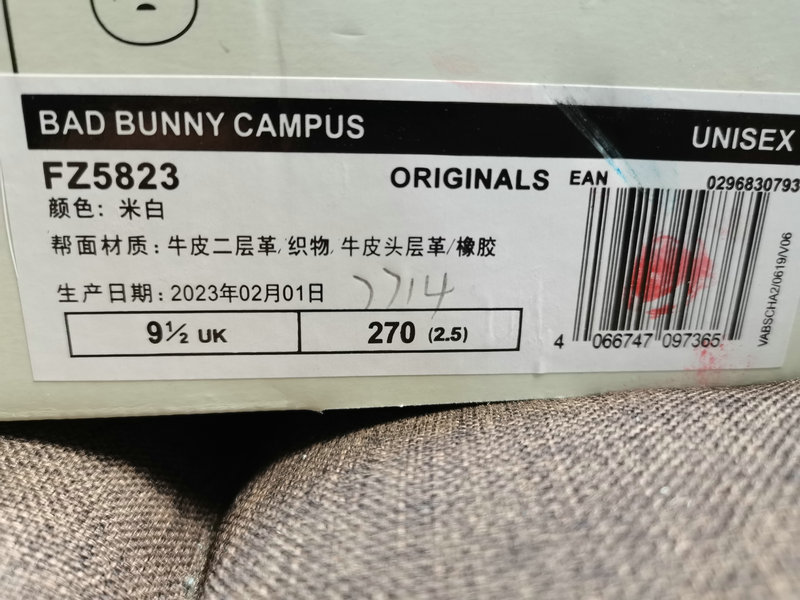 BAD BUNNY CAMPUS UNISEX
FZ5823 ORIGINALS EAN 0296830793
颜色: 米白
帮面材质: 牛皮二层革, 织物, 牛皮头层革/橡胶
生产日期: 2023年02月01日 7714
9½ UK 270 (2.5)
4 066747 097365
VABSCHA2/0619/V06